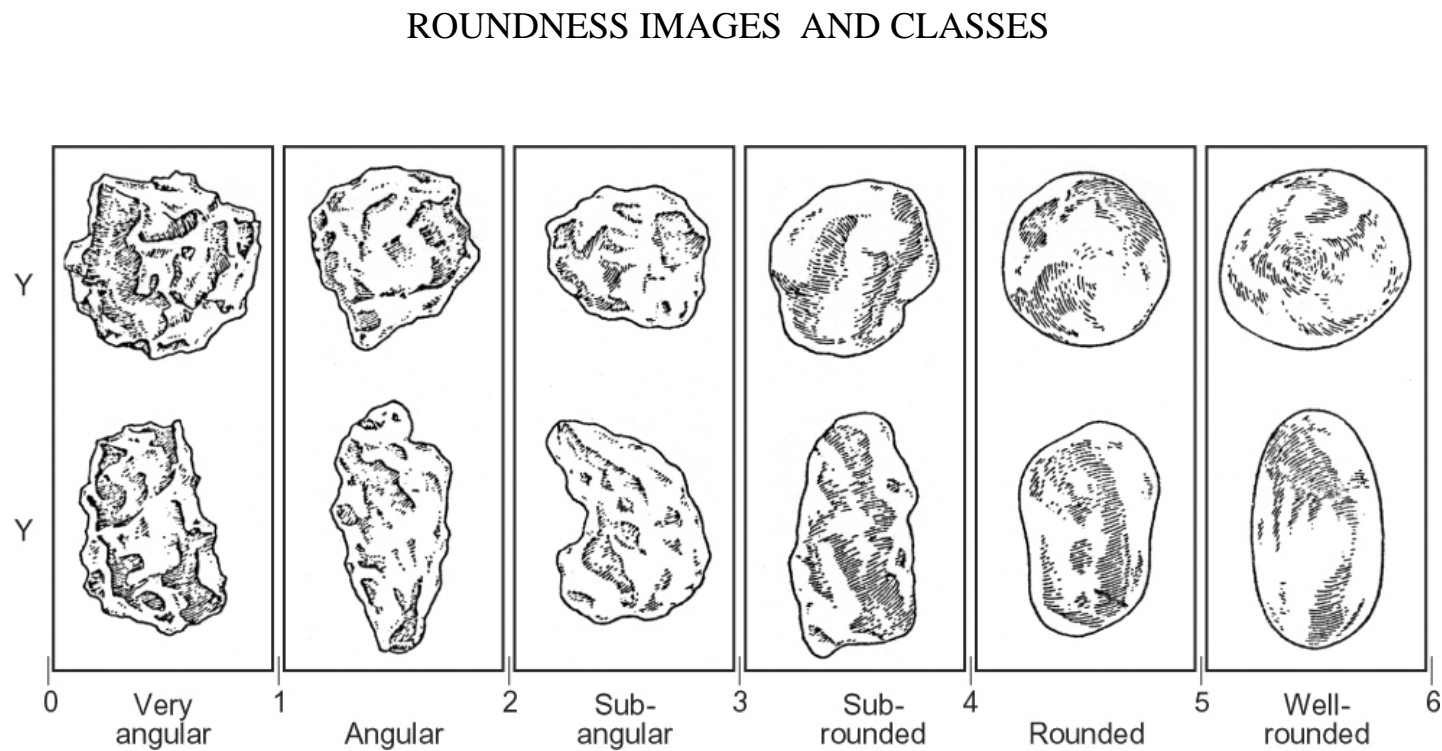 ROUNDNESS IMAGES AND CLASSES
Y
Y
0 1 2 3 4 5 6
Very angular
Angular
Sub-angular
Sub-rounded
Rounded
Well-rounded